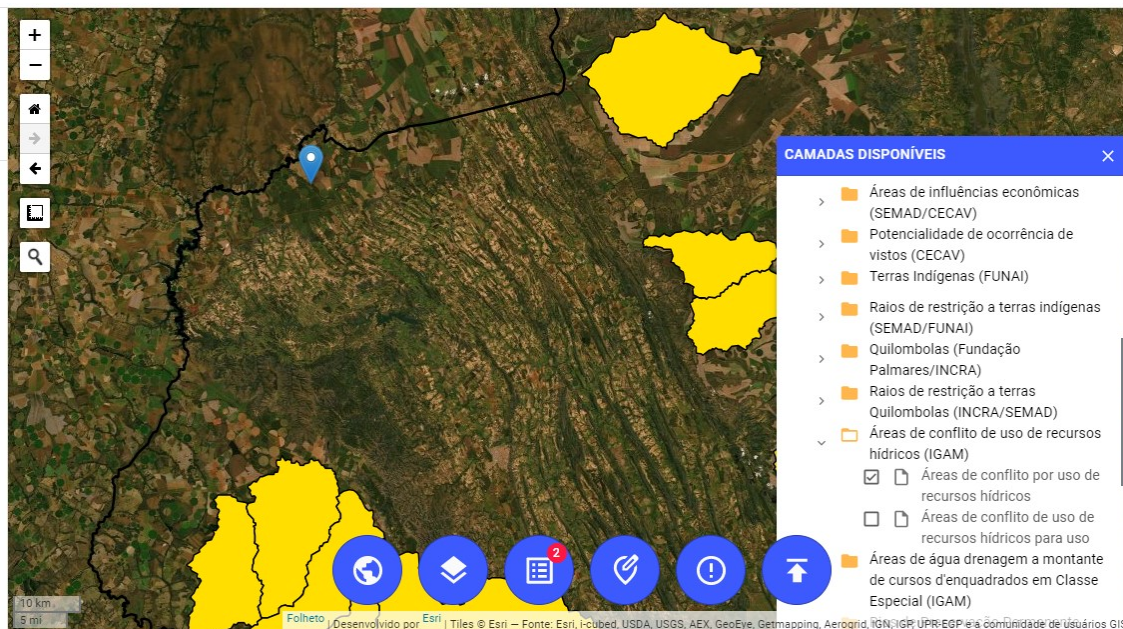 +
−
CAMADAS DISPONÍVEIS
Áreas de influências econômicas
(SEMAD/CECAV)
Potencialidade de ocorrência de
vistos (CECAV)
Terras Indígenas (FUNAI)
Raios de restrição a terras indígenas
(SEMAD/FUNAI)
Quilombolas (Fundação
Palmares/INCRA)
Raios de restrição a terras
Quilombolas (INCRA/SEMAD)
Áreas de conflito de uso de recursos
hídricos (IGAM)
Áreas de conflito por uso de
recursos hídricos
Áreas de conflito de uso de
recursos hídricos para uso
Áreas de água drenagem a montante
de cursos d'enquadrados em Classe
Especial (IGAM)
2
10 km
5 mi
Folheto | Desenvolvido por Esri | Tiles © Esri — Fonte: Esri, i-cubed, USDA, USGS, AEX, GeoEye, Getmapping, Aerogrid, IGN, IGP, UPR-EGP e a comunidade de usuários GIS